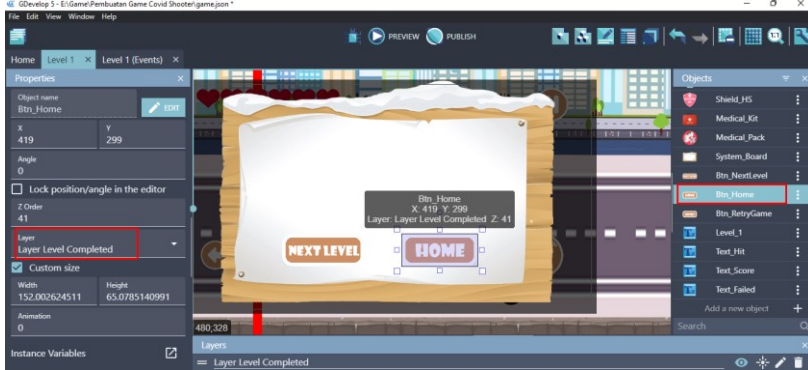 GDevelop 5 - E:\Game\Pembuatan Game Covid Shooter\game.json *
File Edit View Window Help
PREVIEW PUBLISH
Home Level 1 × Level 1 (Events) ×
Properties ×
Object name
Btn_Home
EDIT
X Y
419 299
Angle
0
Lock position/angle in the editor
Z Order
41
Layer
Layer Level Completed
Custom size
Width Height
152.002624511 65.0785140991
Animation
0
Instance Variables
Btn_Home
X: 419 Y: 299
Layer: Layer Level Completed Z: 41
NEXT LEVEL HOME
480,328
Layers ×
Layer Level Completed
Objects
Shield_HS
Medical_Kit
Medical_Pack
System_Board
Btn_NextLevel
Btn_Home
Btn_RetryGame
Level_1
Text_Hit
Text_Score
Text_Failed
Add a new object +
Search